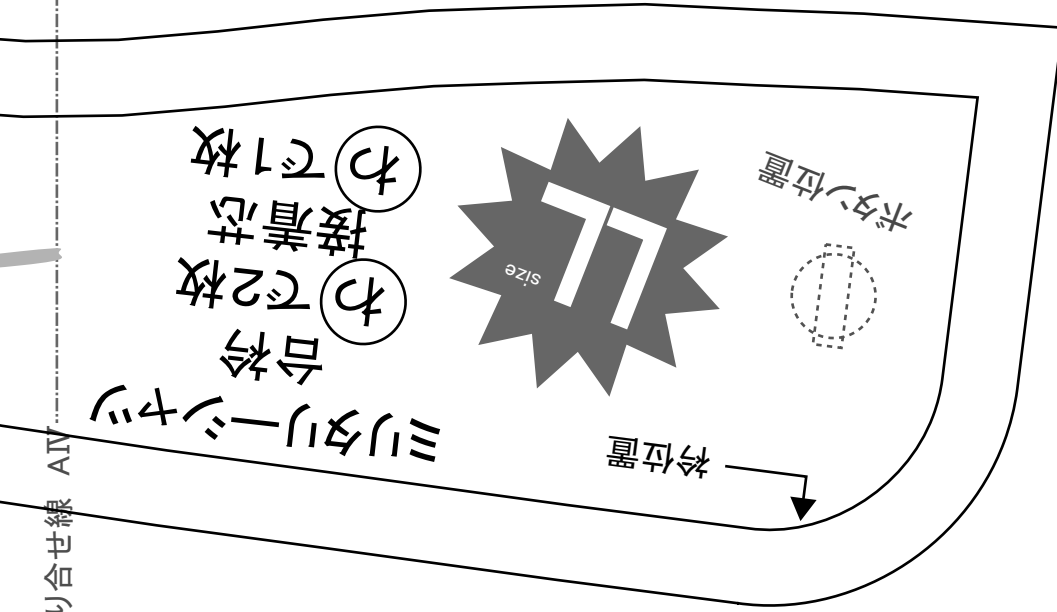 ミリタリーシャツ
台衿
わで2枚
接着芯
わで1枚
LL
size
ボタン位置
衿位置
り合せ線 AⅣ